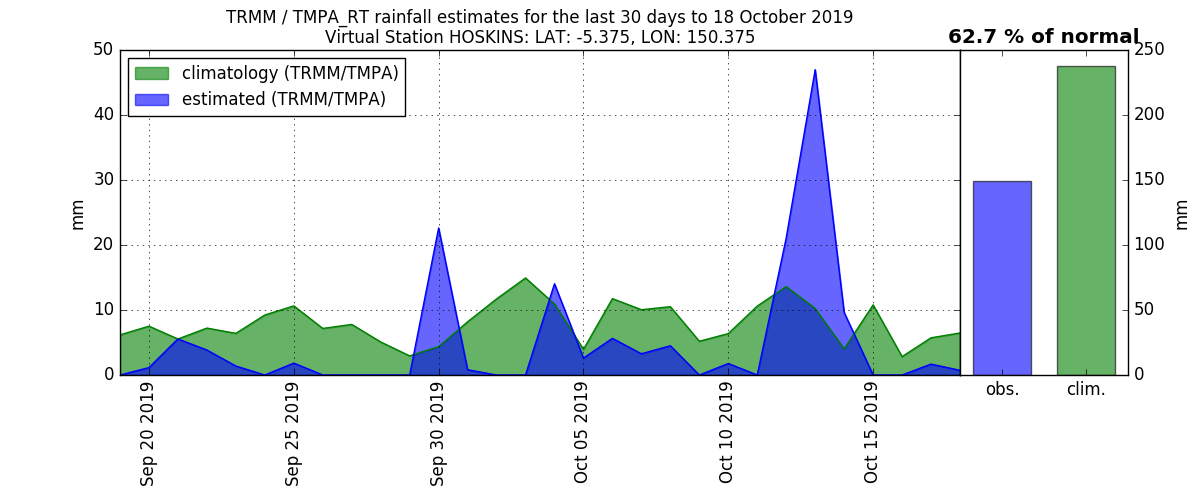 TRMM / TMPA_RT rainfall estimates for the last 30 days to 18 October 2019
Virtual Station HOSKINS: LAT: -5.375, LON: 150.375
62.7 % of normal
climatology (TRMM/TMPA)
estimated (TRMM/TMPA)
mm
50
40
30
20
10
0
Sep 20 2019
Sep 25 2019
Sep 30 2019
Oct 05 2019
Oct 10 2019
Oct 15 2019
obs.
clim.
250
200
150
100
50
0
mm